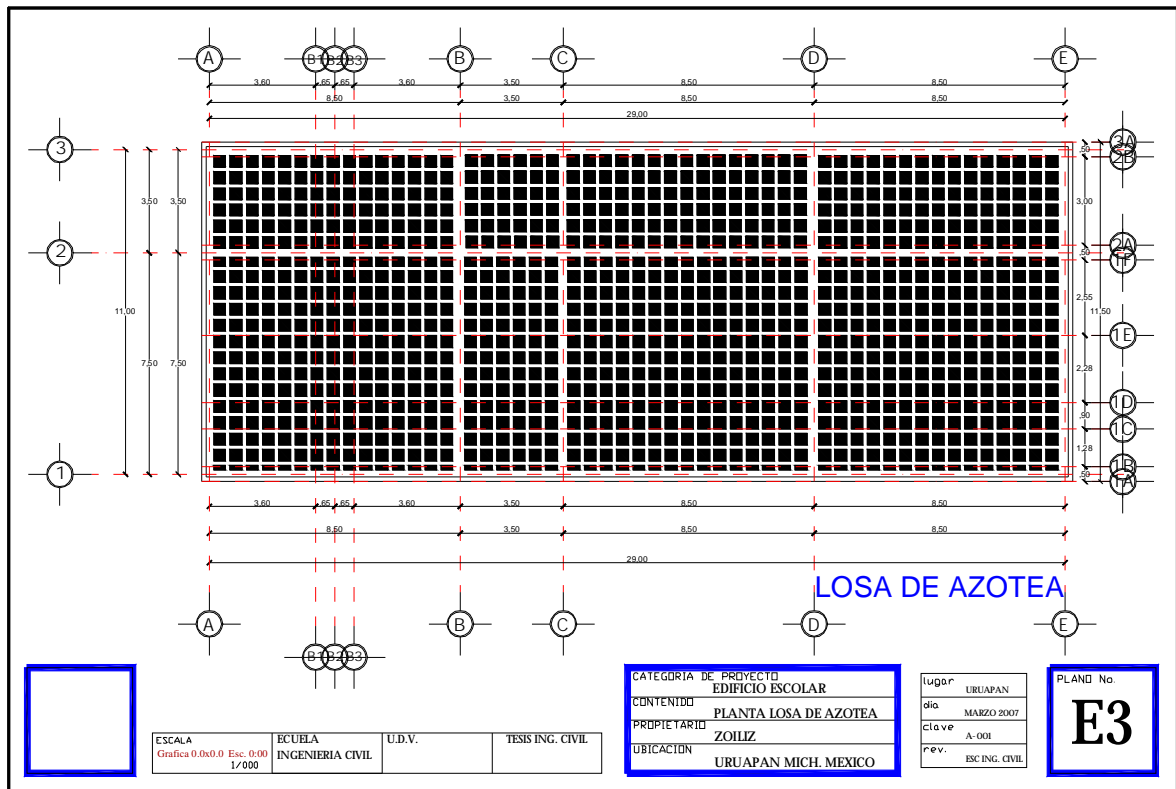 A B1 B2 B3 B C D E
3,60 ,65 ,65 3,60 3,50 8,50 8,50
8,50 3,50 8,50 8,50
29,00
3
2
1
3,50 3,50
11,00
7,50 7,50
3A
2B
2A
1F
1E
1D
1C
1B
1A
,50
3,00
,50
2,55
11,50
2,28
,90
1,28
,50
3,60 ,65 ,65 3,60 3,50 8,50 8,50
8,50 3,50 8,50 8,50
29,00
LOSA DE AZOTEA
A B C D E
B1 B2 B3
ESCALA
Grafica 0.0x0.0 Esc. 0:00
1/000
ECUELA
INGENIERIA CIVIL
U.D.V.
TESIS ING. CIVIL
CATEGORIA DE PROYECTO
EDIFICIO ESCOLAR
CONTENIDO
PLANTA LOSA DE AZOTEA
PROPIETARIO
ZOILIZ
UBICACION
URUAPAN MICH. MEXICO
lugar
URUAPAN
dia
MARZO 2007
clave
A-001
rev.
ESC ING. CIVIL
PLANO No.
E3